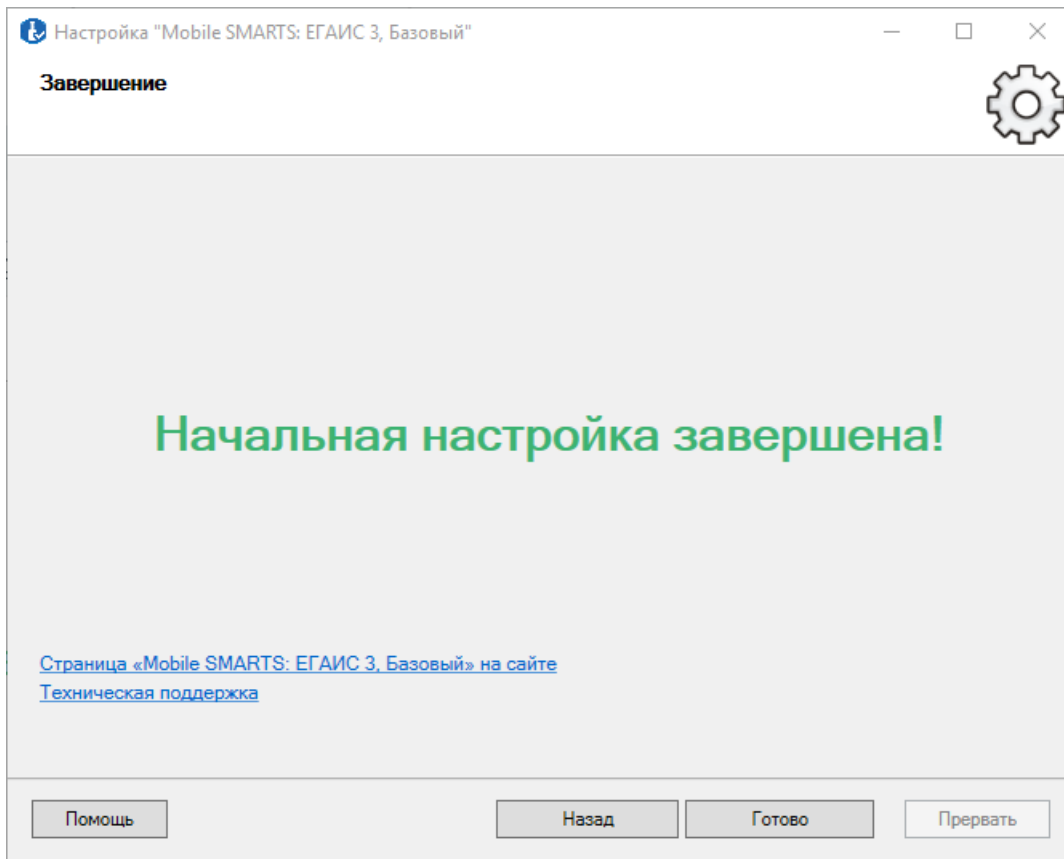 Настройка "Mobile SMARTS: ЕГАИС 3, Базовый"
Завершение
Начальная настройка завершена!
Страница «Mobile SMARTS: ЕГАИС 3, Базовый» на сайте
Техническая поддержка
Помощь
Назад
Готово
Прервать